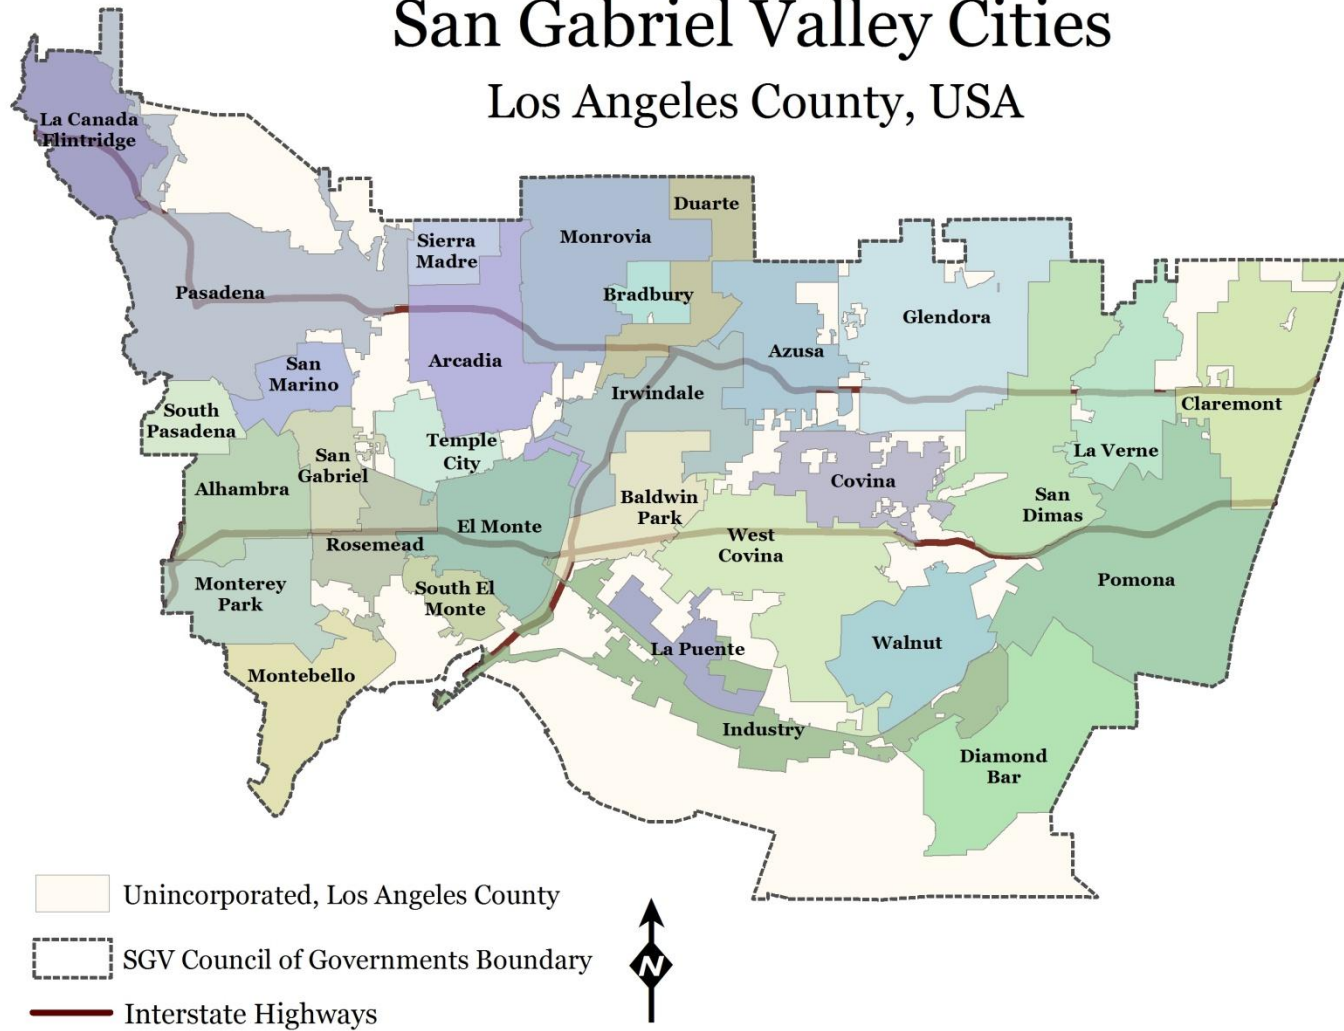 San Gabriel Valley Cities
Los Angeles County, USA
La Canada
Flintridge
Duarte
Sierra
Madre
Monrovia
Pasadena
Bradbury
Glendora
Azusa
San
Marino
Arcadia
Irwindale
Claremont
South
Pasadena
Temple
City
La Verne
San
Gabriel
Alhambra
Covina
Baldwin
Park
San
Dimas
El Monte
West
Covina
Rosemead
Monterey
Park
South El
Monte
Pomona
La Puente
Walnut
Montebello
Industry
Diamond
Bar
Unincorporated, Los Angeles County
SGV Council of Governments Boundary
Interstate Highways
N